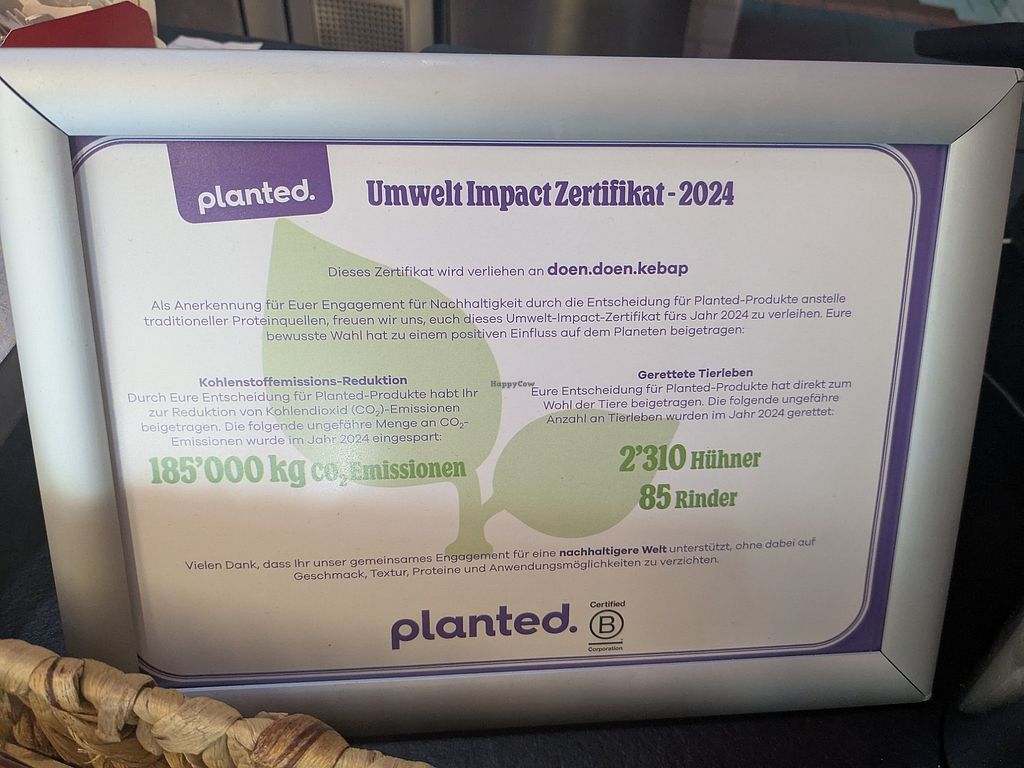 planted.
Umwelt Impact Zertifikat - 2024
Dieses Zertifikat wird verliehen an doen.doen.kebap
Als Anerkennung für Euer Engagement für Nachhaltigkeit durch die Entscheidung für Planted-Produkte anstelle
traditioneller Proteinquellen, freuen wir uns, euch dieses Umwelt-Impact-Zertifikat fürs Jahr 2024 zu verleihen. Eure
bewusste Wahl hat zu einem positiven Einfluss auf dem Planeten beigetragen:
Kohlenstoffemissions-Reduktion
Durch Eure Entscheidung für Planted-Produkte habt Ihr
zur Reduktion von Kohlendioxid (CO₂)-Emissionen
beigetragen. Die folgende ungefähre Menge an CO₂-
Emissionen wurde im Jahr 2024 eingespart:
185'000 kg CO₂ Emissionen
HappyCow
Gerettete Tierleben
Eure Entscheidung für Planted-Produkte hat direkt zum
Wohl der Tiere beigetragen. Die folgende ungefähre
Anzahl an Tierleben wurden im Jahr 2024 gerettet:
2'310 Hühner
85 Rinder
Vielen Dank, dass Ihr unser gemeinsames Engagement für eine nachhaltigere Welt unterstützt, ohne dabei auf
Geschmack, Textur, Proteine und Anwendungsmöglichkeiten zu verzichten.
planted.
Certified
B
Corporation